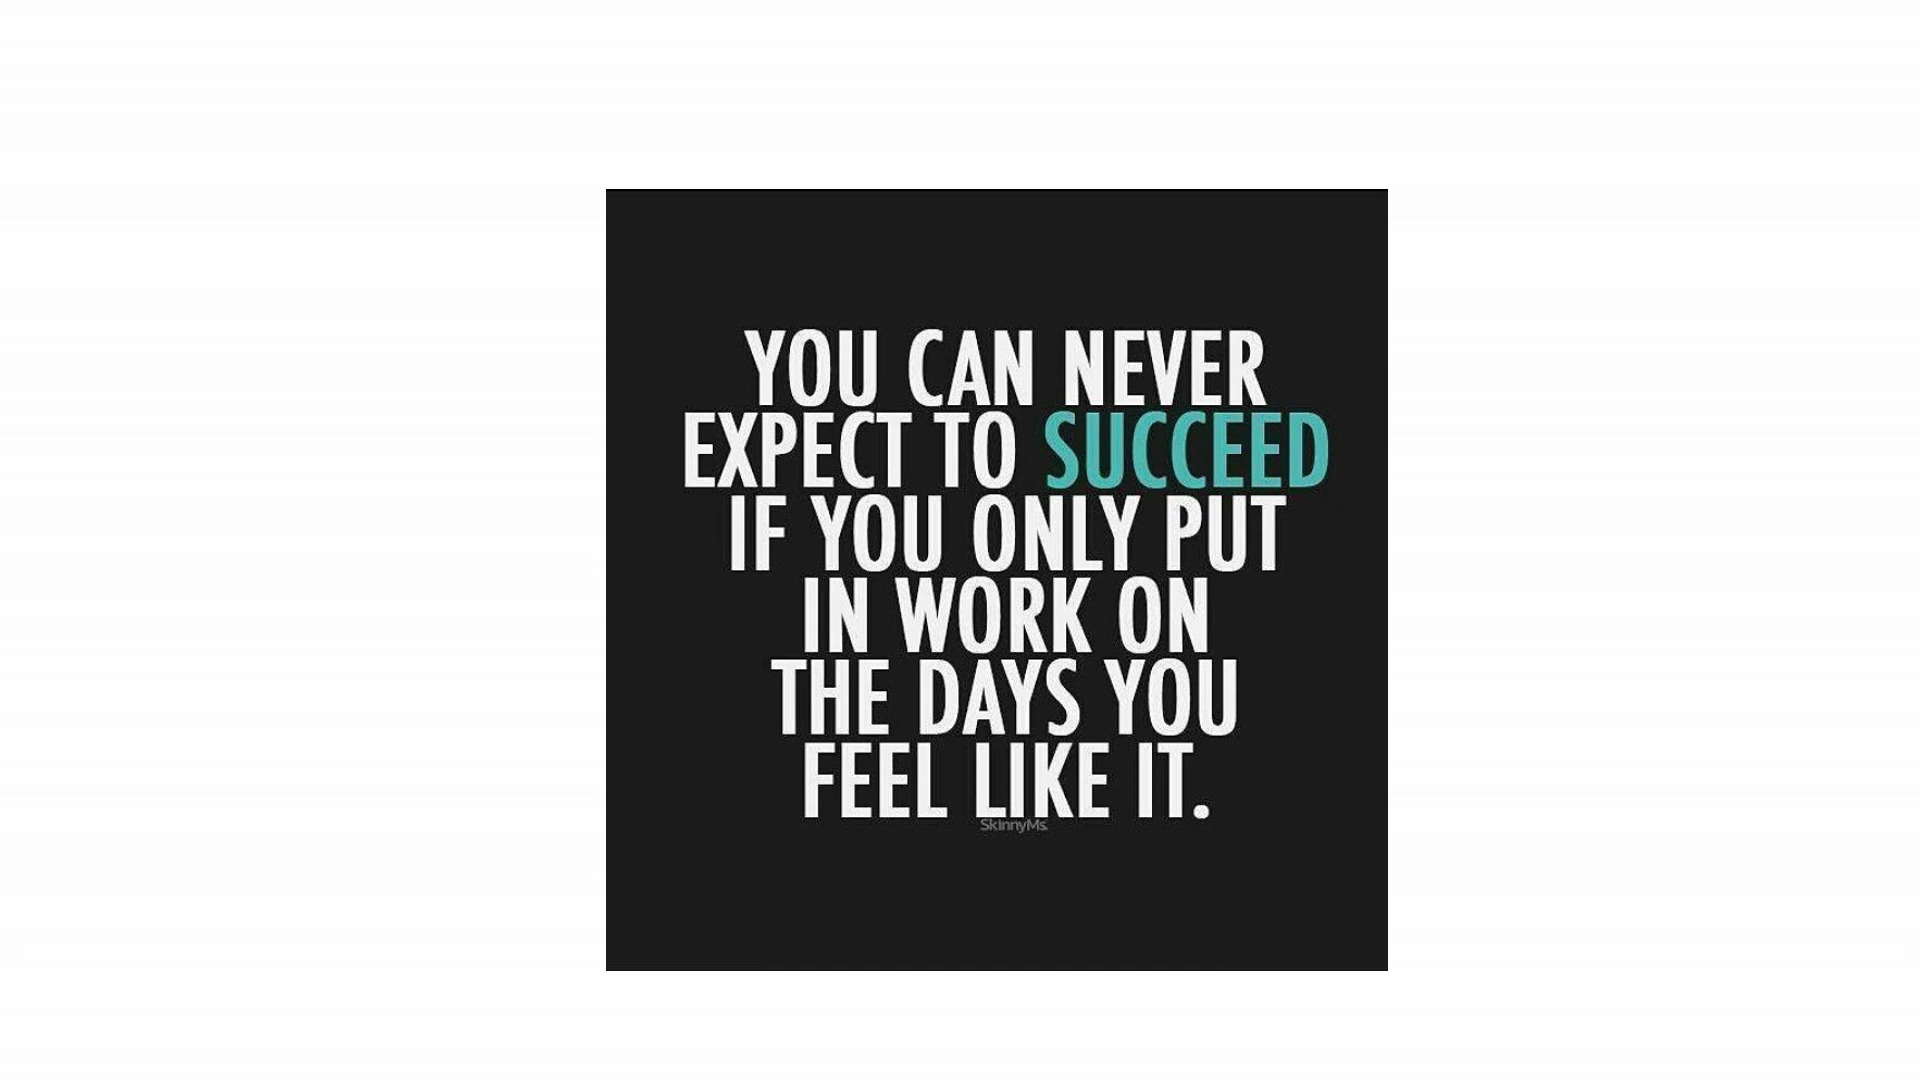 YOU CAN NEVER
EXPECT TO SUCCEED
IF YOU ONLY PUT
IN WORK ON
THE DAYS YOU
FEEL LIKE IT.
SkinnyMs.